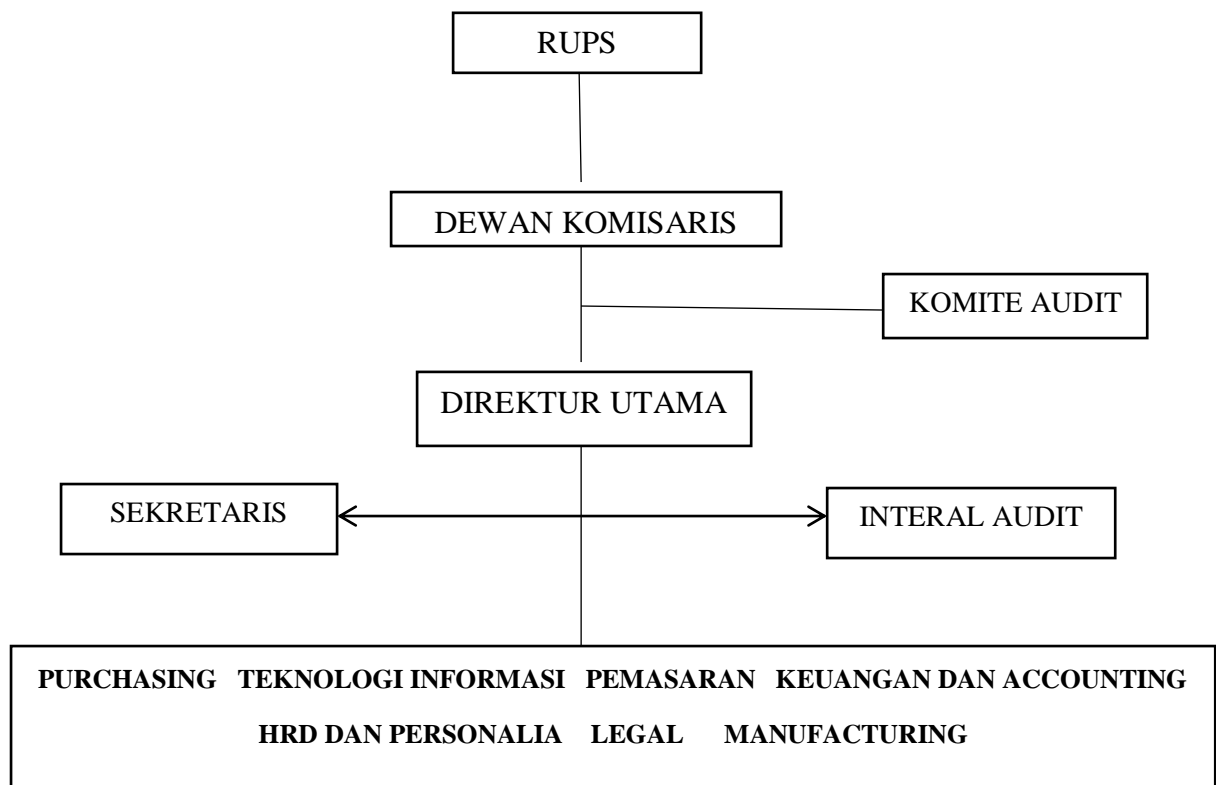 RUPS
DEWAN KOMISARIS
KOMITE AUDIT
DIREKTUR UTAMA
SEKRETARIS
INTERAL AUDIT
PURCHASING TEKNOLOGI INFORMASI PEMASARAN KEUANGAN DAN ACCOUNTING
HRD DAN PERSONALIA LEGAL MANUFACTURING